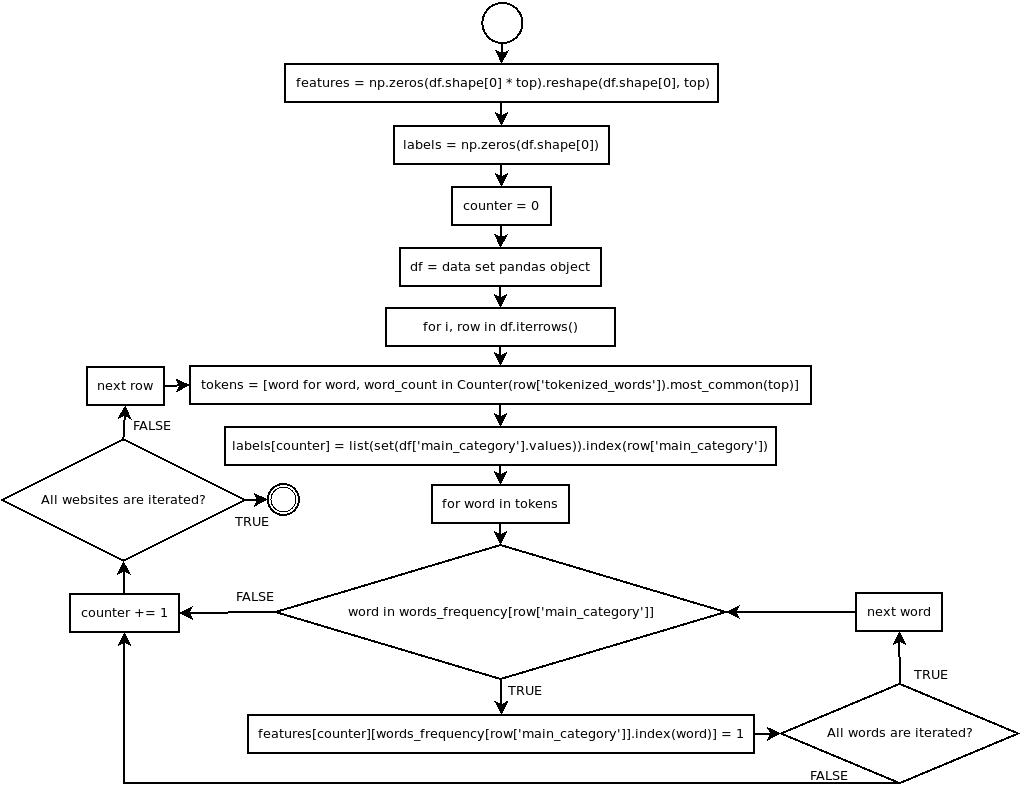 features = np.zeros(df.shape[0] * top).reshape(df.shape[0], top)
labels = np.zeros(df.shape[0])
counter = 0
df = data set pandas object
for i, row in df.iterrows()
next row
tokens = [word for word, word_count in Counter(row['tokenized_words']).most_common(top)]
FALSE
labels[counter] = list(set(df['main_category'].values)).index(row['main_category'])
All websites are iterated?
TRUE
for word in tokens
counter += 1
FALSE
word in words_frequency[row['main_category']]
next word
TRUE
TRUE
features[counter][words_frequency[row['main_category']].index(word)] = 1
All words are iterated?
FALSE